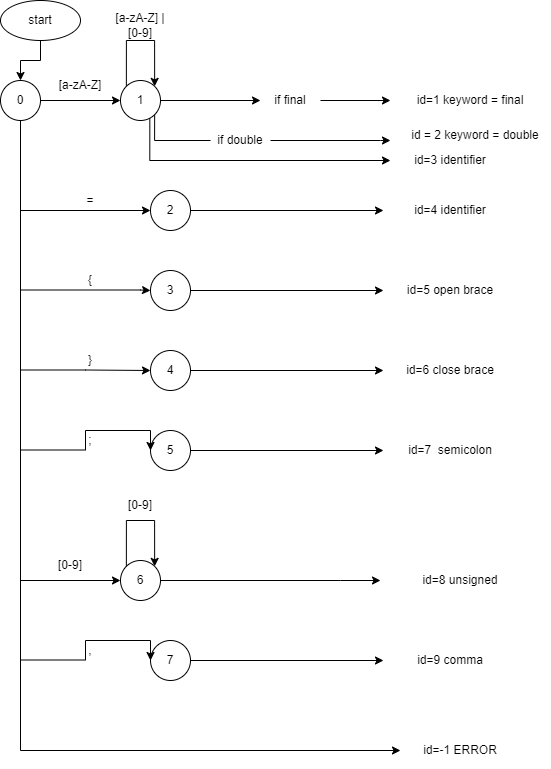 start
[a-zA-Z] |
[0-9]
[a-zA-Z]
0
1
if final
id=1 keyword = final
if double
id = 2 keyword = double
id=3 identifier
=
2
id=4 identifier
{
3
id=5 open brace
}
4
id=6 close brace
;
5
id=7 semicolon
[0-9]
[0-9]
6
id=8 unsigned
,
7
id=9 comma
id=-1 ERROR